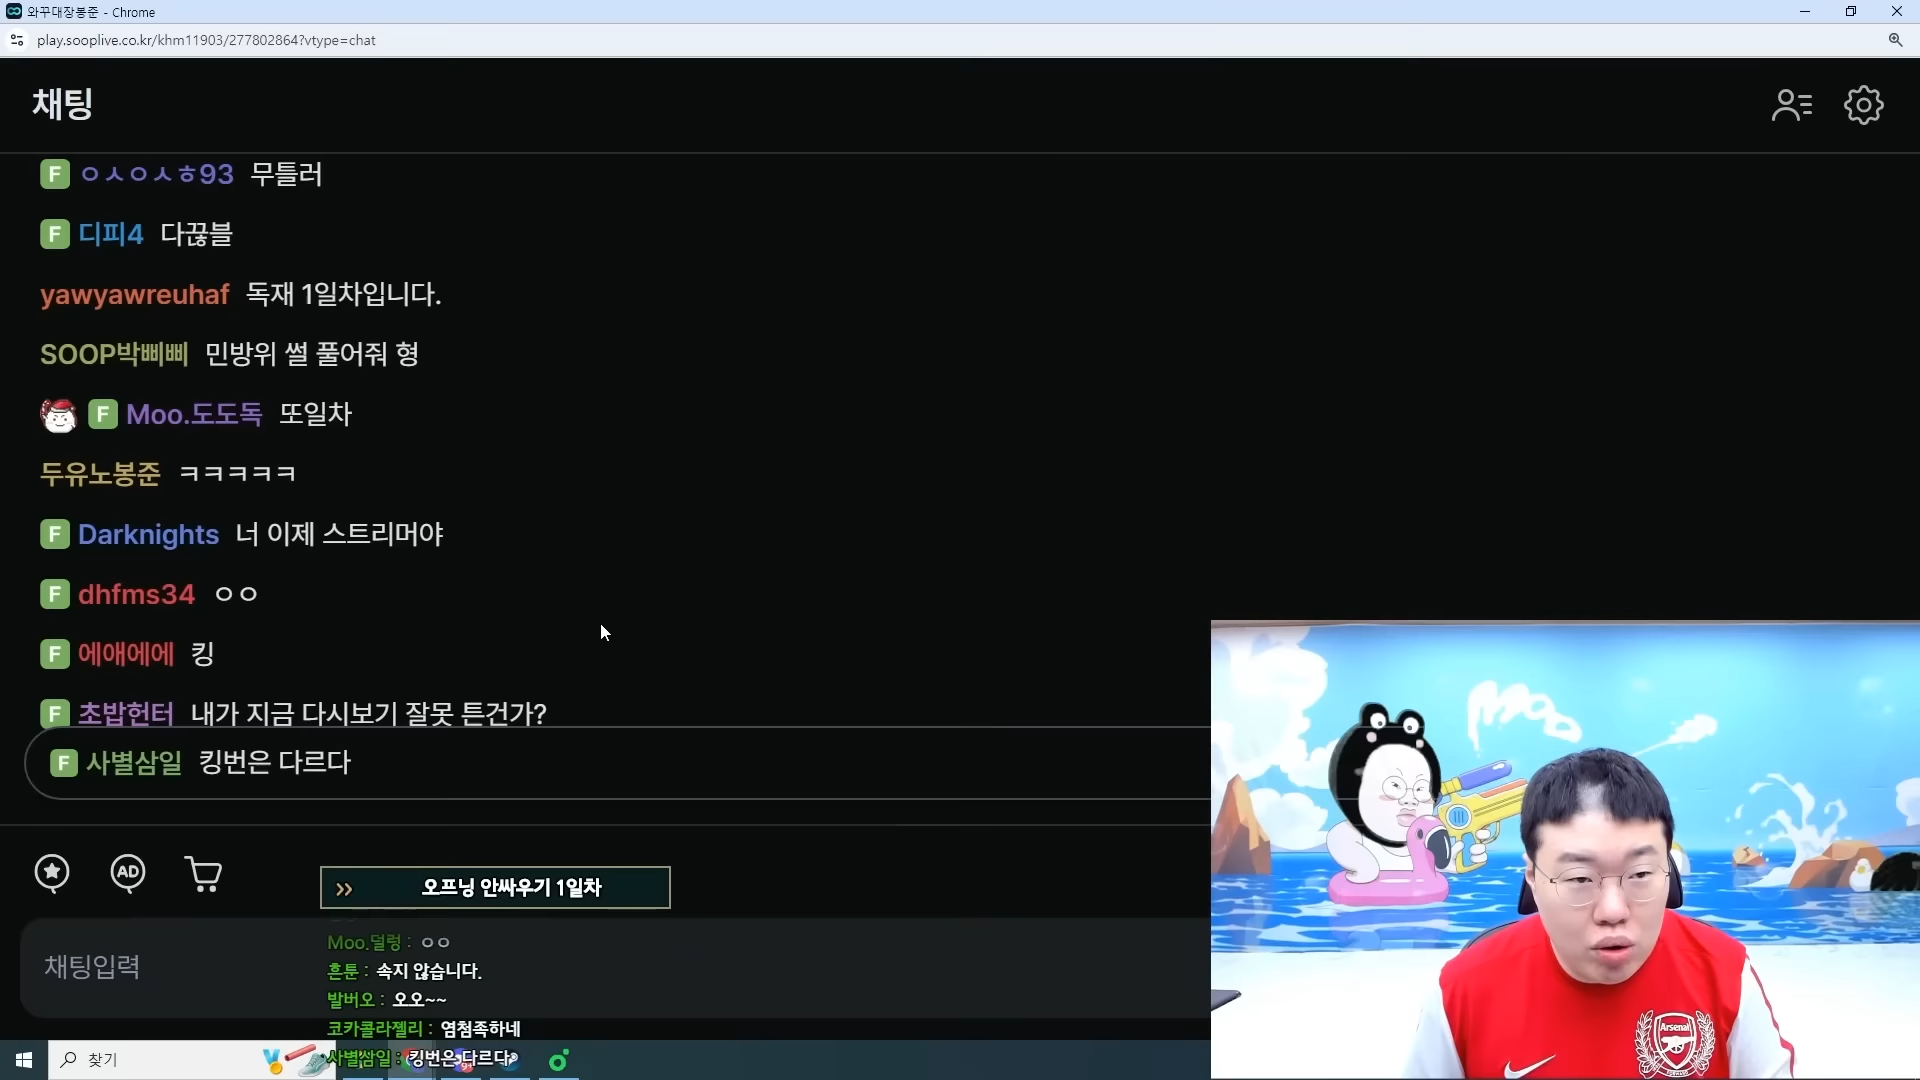 와꾸대장봉준 - Chrome
play.sooplive.co.kr/khm11903/277802864?vtype=chat
채팅
F ㅇㅅㅇㅅㅎ93 무틀러
F 디피4 다끊블
yawyawreuhaf 독재 1일차입니다.
SOOP박삐삐 민방위 썰 풀어줘 형
F Moo.도도독 또일차
두유노봉준 ㅋㅋㅋㅋㅋ
F Darknights 너 이제 스트리머야
F dhfms34 ㅇㅇ
F 에애에에 킹
F 초밥헌터 내가 지금 다시보기 잘못 튼건가?
F 사별삼일 킹번은 다르다
AD
오프닝 안싸우기 1일차
채팅입력
Moo.덜렁 : ㅇㅇ
흔툰 : 속지 않습니다.
발버오 : 오오~~
코카콜라젤리 : 염첨족하네
사별삼일 : 킹번은 다르다
찾기
Moo
Arsenal